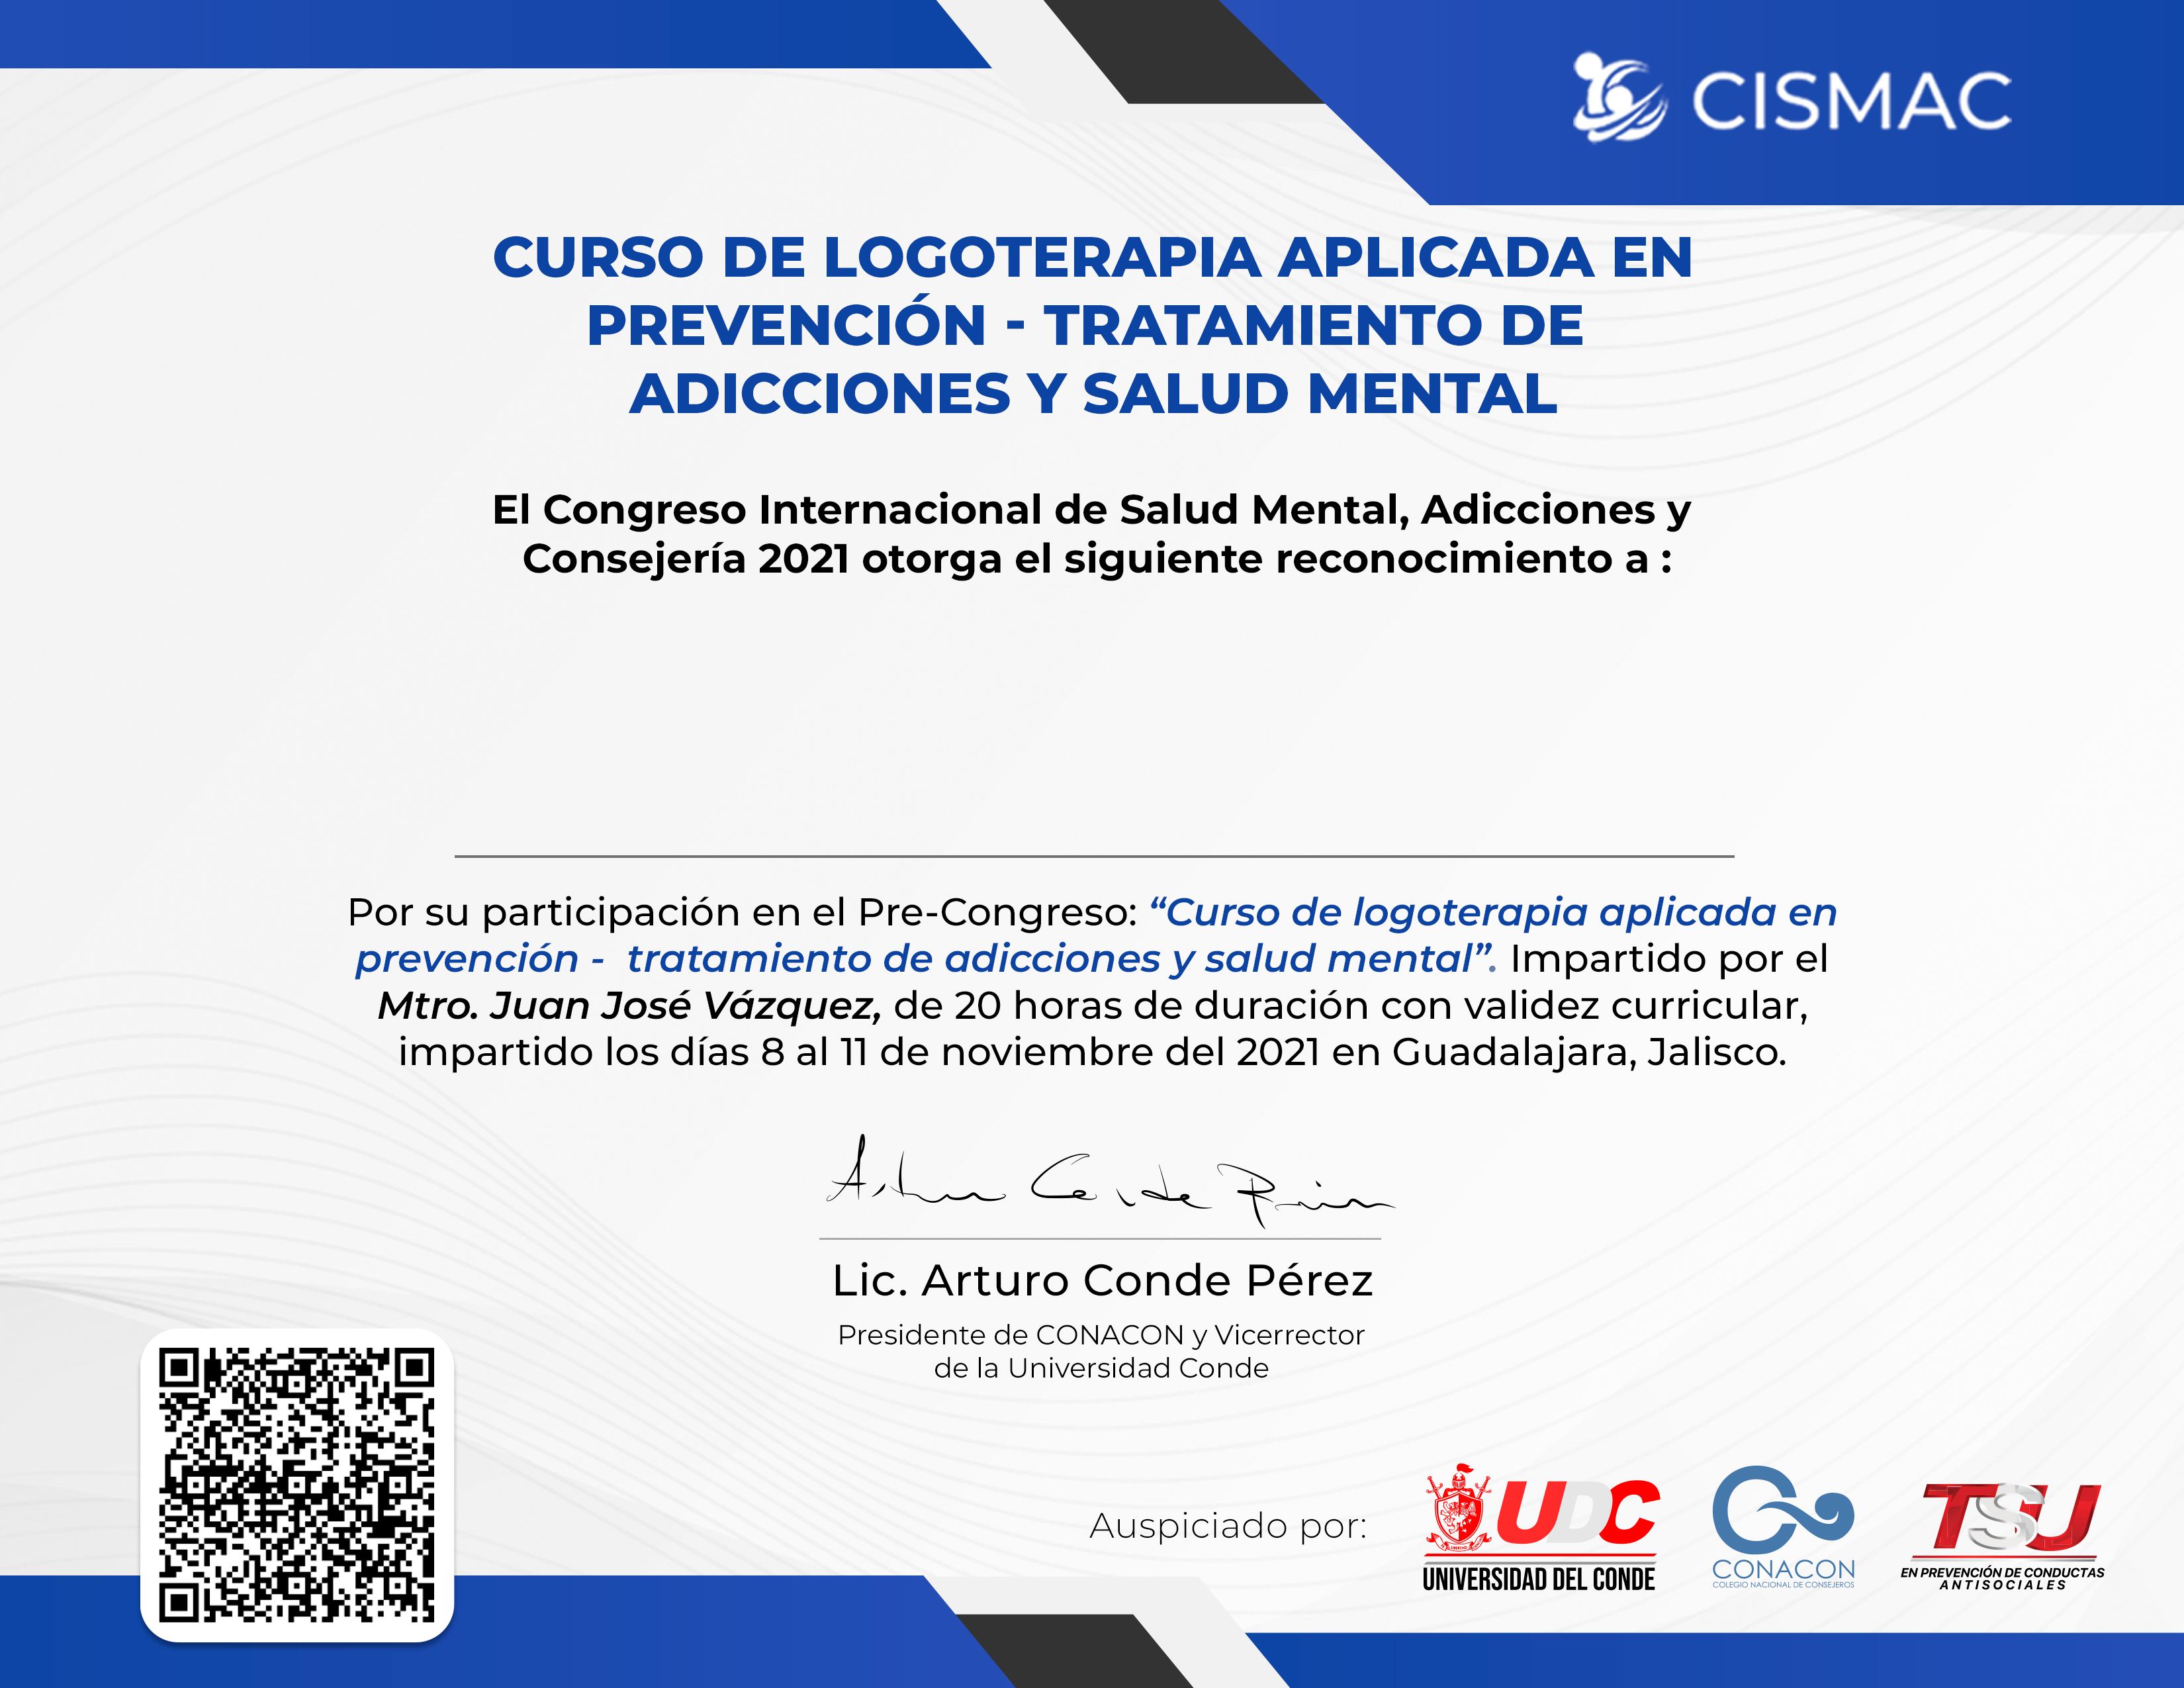 CISMAC
CURSO DE LOGOTERAPIA APLICADA EN
PREVENCIÓN - TRATAMIENTO DE
ADICCIONES Y SALUD MENTAL
El Congreso Internacional de Salud Mental, Adicciones y
Consejería 2021 otorga el siguiente reconocimiento a :
Por su participación en el Pre-Congreso: “Curso de logoterapia aplicada en
prevención -  tratamiento de adicciones y salud mental”. Impartido por el
Mtro. Juan José Vázquez, de 20 horas de duración con validez curricular,
impartido los días 8 al 11 de noviembre del 2021 en Guadalajara, Jalisco.
Lic. Arturo Conde Pérez
Presidente de CONACON y Vicerrector
de la Universidad Conde
Auspiciado por:
UDC
UNIVERSIDAD DEL CONDE
CONACON
COLEGIO NACIONAL DE CONSEJEROS
TSU
EN PREVENCIÓN DE CONDUCTAS
ANTISOCIALES